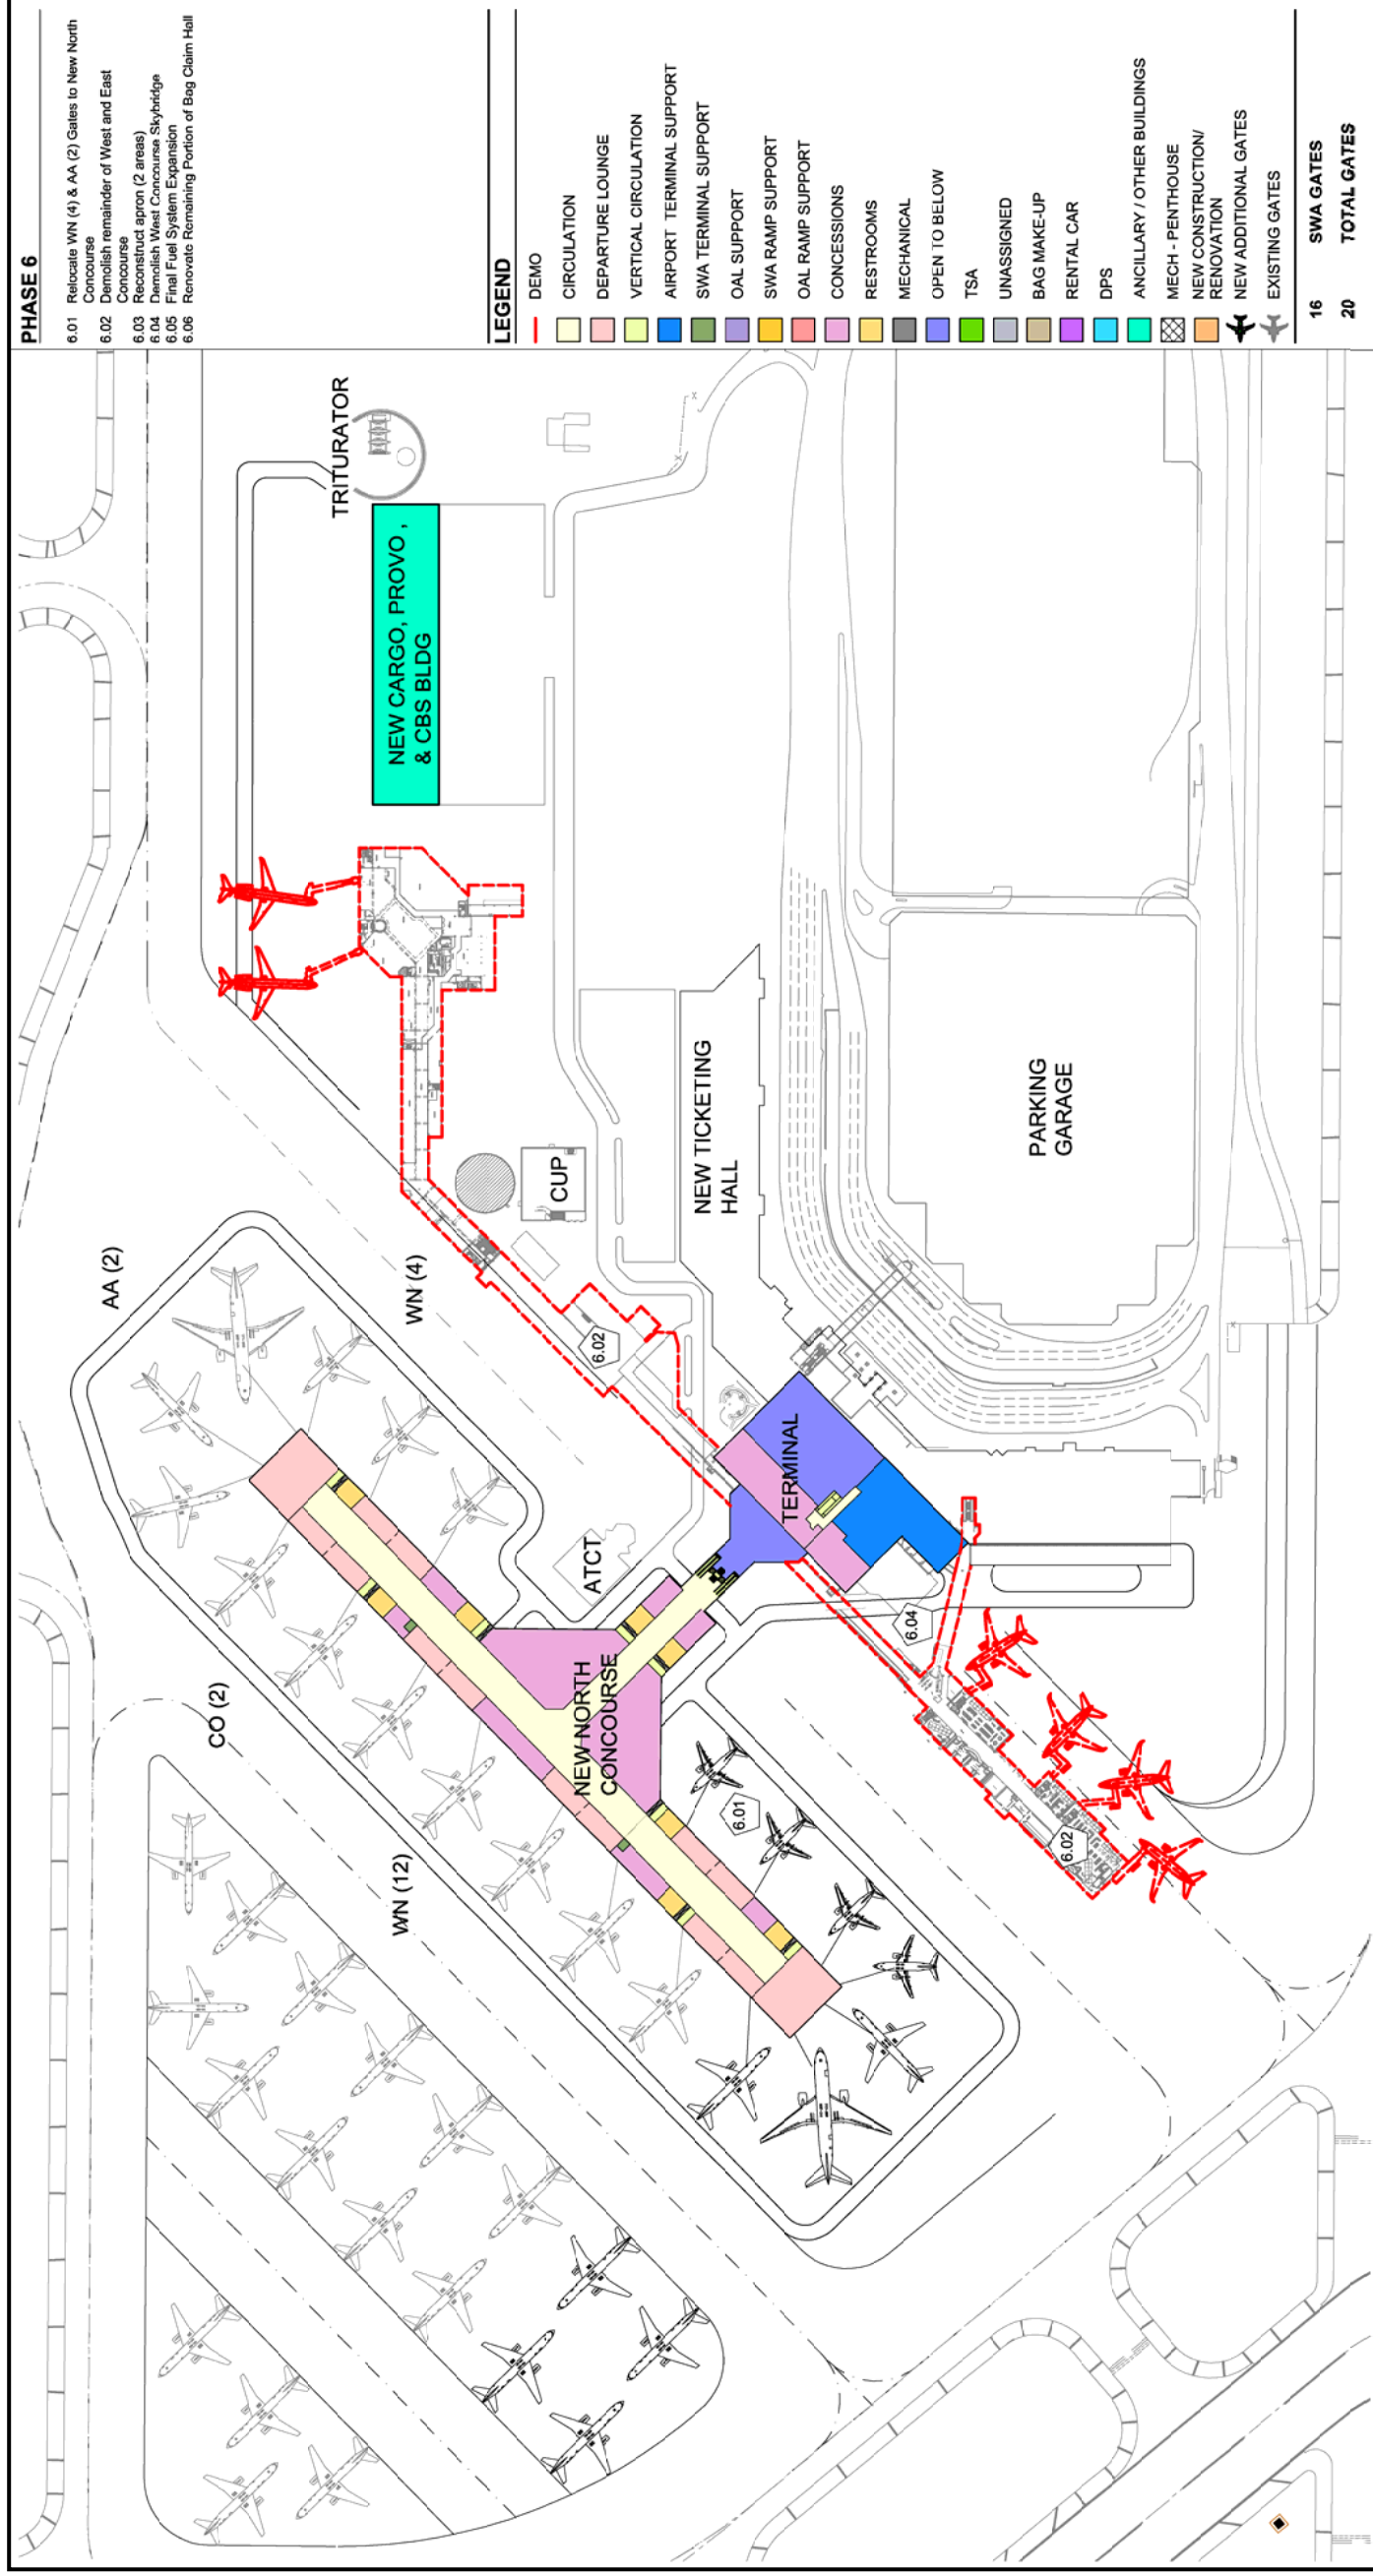 PHASE 6
6.01 Relocate WN (4) & AA (2) Gates to New North
Concourse
6.02 Demolish remainder of West and East
Concourse
6.03 Reconstruct apron (2 areas)
6.04 Demolish West Concourse Skybridge
6.05 Final Fuel System Expansion
6.06 Renovate Remaining Portion of Bag Claim Hall
LEGEND
DEMO
CIRCULATION
DEPARTURE LOUNGE
VERTICAL CIRCULATION
AIRPORT TERMINAL SUPPORT
SWA TERMINAL SUPPORT
OAL SUPPORT
SWA RAMP SUPPORT
OAL RAMP SUPPORT
CONCESSIONS
RESTROOMS
MECHANICAL
OPEN TO BELOW
TSA
UNASSIGNED
BAG MAKE-UP
RENTAL CAR
DPS
ANCILLARY / OTHER BUILDINGS
MECH - PENTHOUSE
NEW CONSTRUCTION/
RENOVATION
NEW ADDITIONAL GATES
EXISTING GATES
16 SWA GATES
20 TOTAL GATES
TRITURATOR
NEW CARGO, PROVO ,
& CBS BLDG
AA (2)
WN (4)
CUP
NEW TICKETING
HALL
PARKING
GARAGE
6.02
TERMINAL
ATCT
CO (2)
NEW NORTH
CONCOURSE
6.04
6.01
6.02
WN (12)